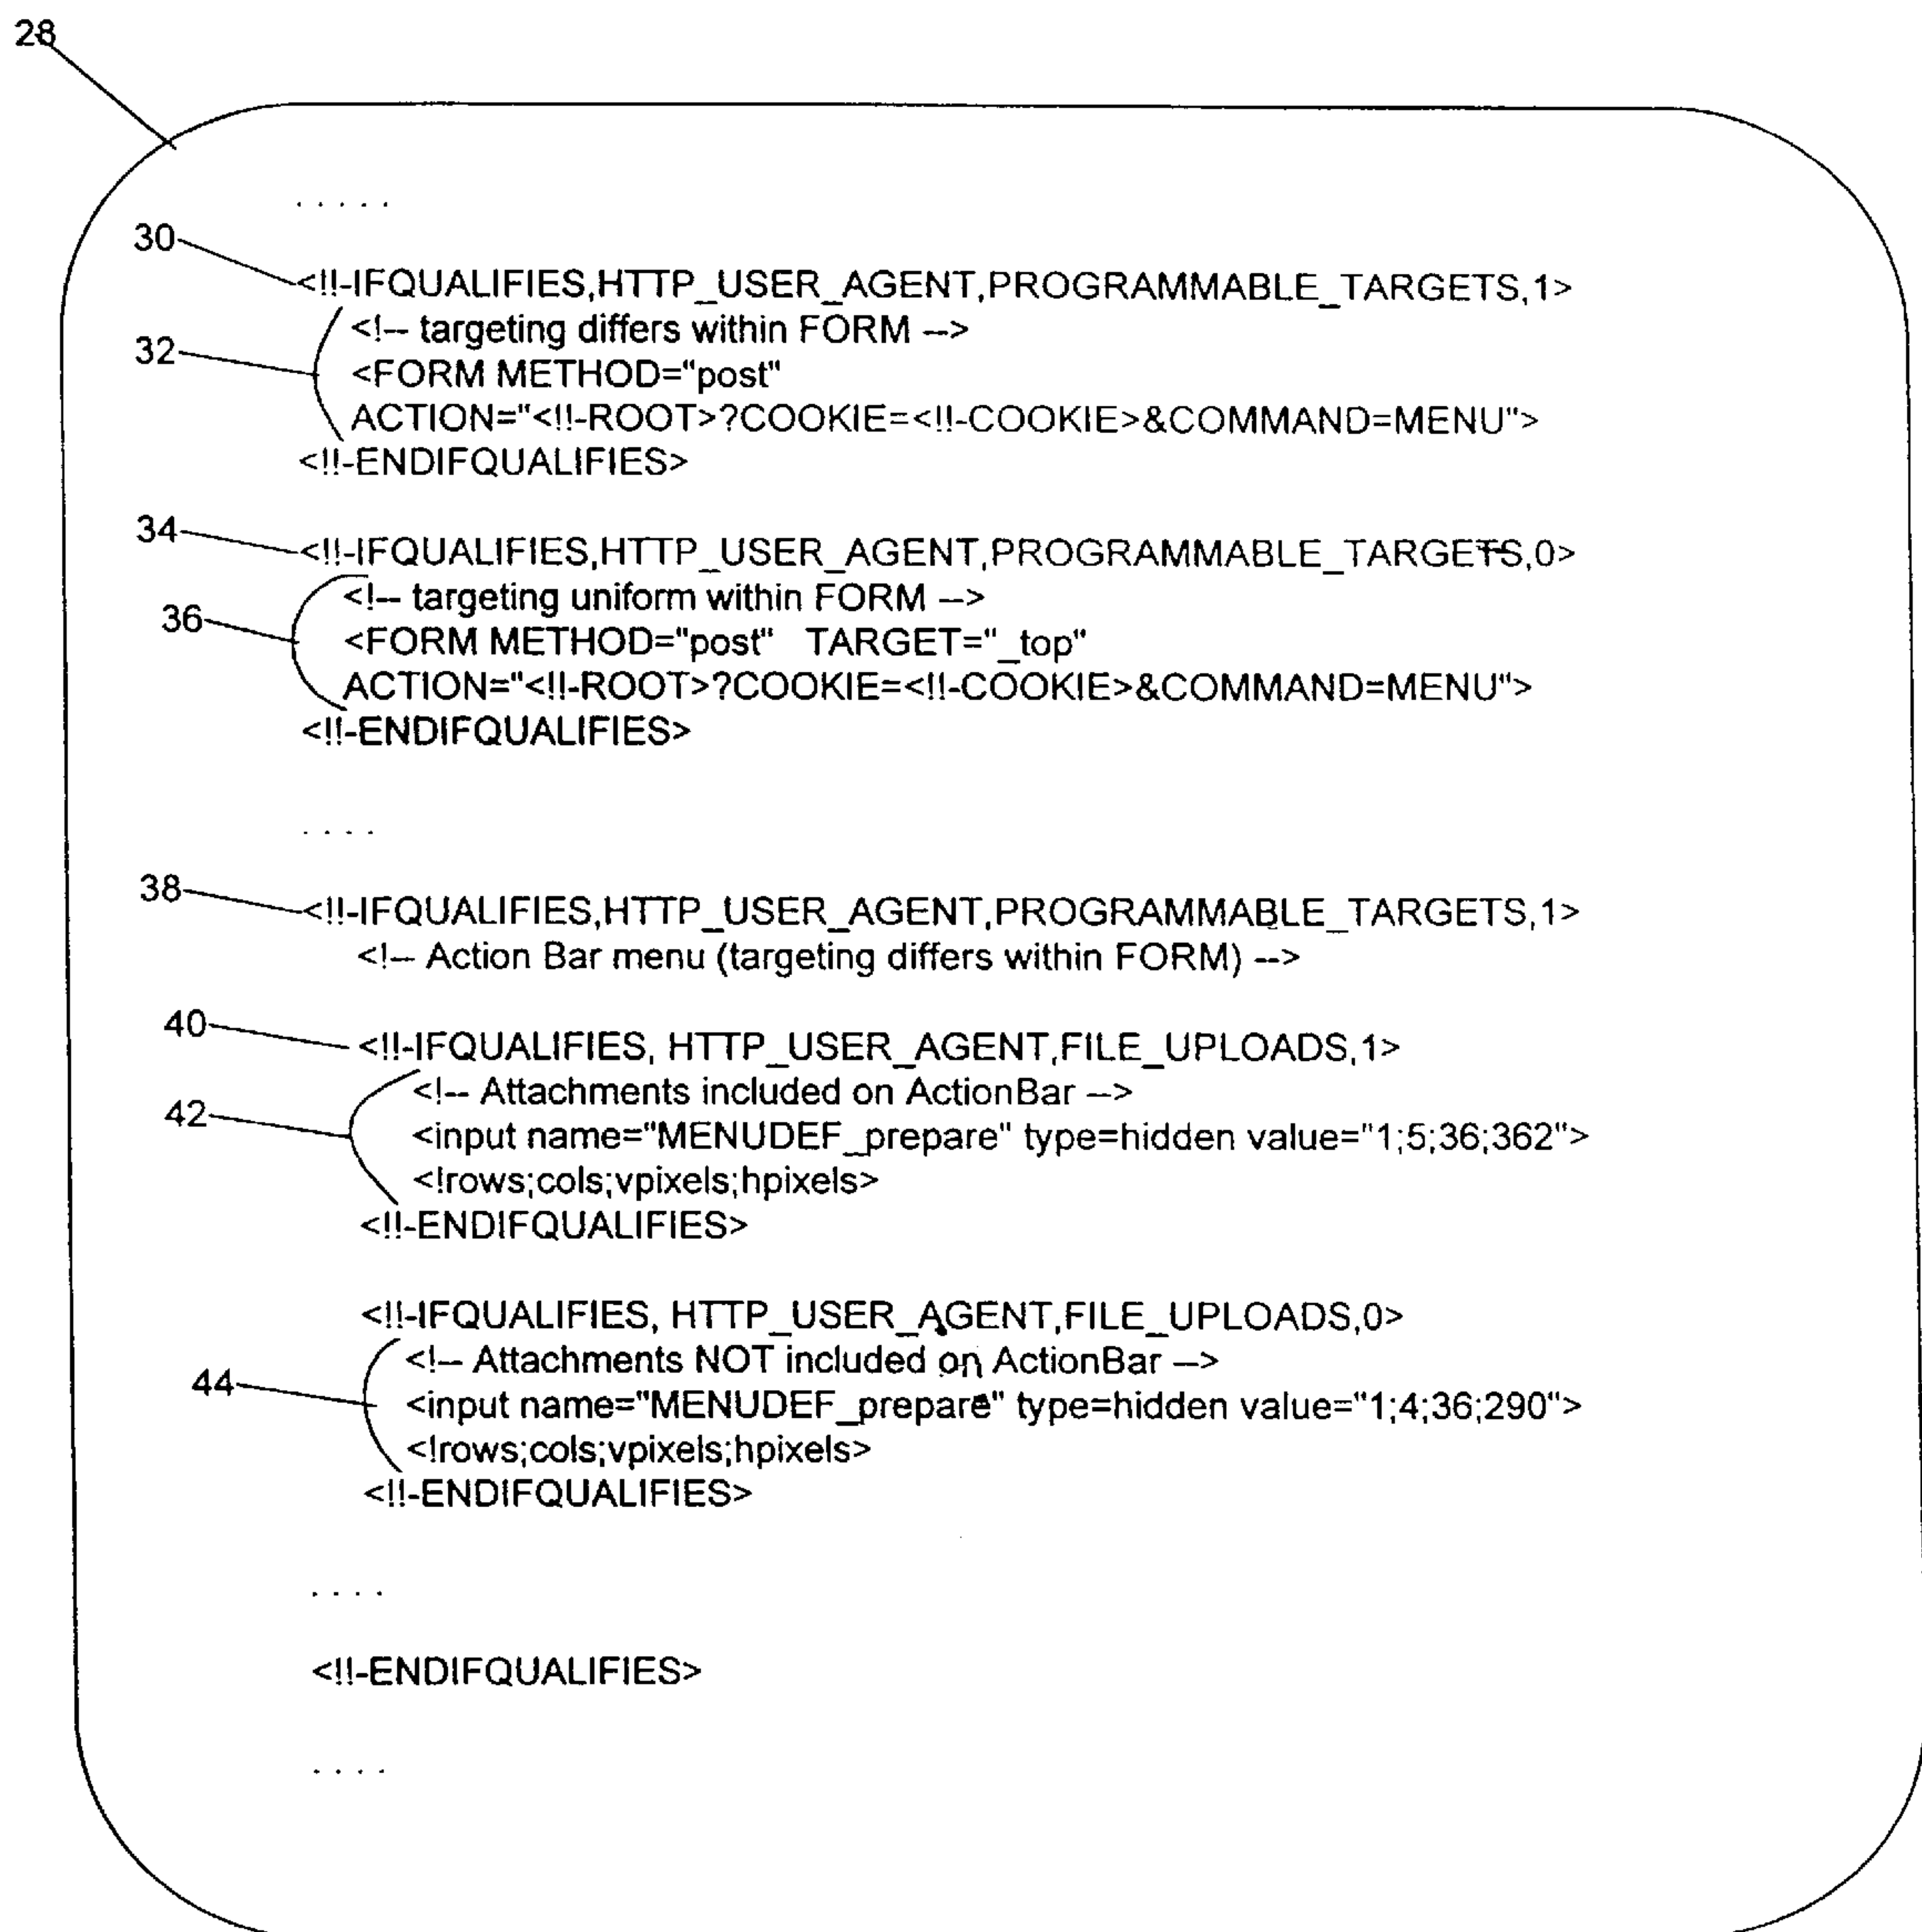 28
. . . . .
30
<!!-IFQUALIFIES,HTTP_USER_AGENT,PROGRAMMABLE_TARGETS,1>
<!-- targeting differs within FORM -->
32
<FORM METHOD="post"
ACTION="<!!-ROOT>?COOKIE=<!!-COOKIE>&COMMAND=MENU">
<!!-ENDIFQUALIFIES>
34
<!!-IFQUALIFIES,HTTP_USER_AGENT,PROGRAMMABLE_TARGETS,0>
<!-- targeting uniform within FORM -->
36
<FORM METHOD="post" TARGET="_top"
ACTION="<!!-ROOT>?COOKIE=<!!-COOKIE>&COMMAND=MENU">
<!!-ENDIFQUALIFIES>
. . . .
38
<!!-IFQUALIFIES,HTTP_USER_AGENT,PROGRAMMABLE_TARGETS,1>
<!-- Action Bar menu (targeting differs within FORM) -->
40
<!!-IFQUALIFIES, HTTP_USER_AGENT,FILE_UPLOADS,1>
<!-- Attachments included on ActionBar -->
42
<input name="MENUDEF_prepare" type=hidden value="1;5;36;362">
<!rows;cols;vpixels;hpixels>
<!!-ENDIFQUALIFIES>
<!!-IFQUALIFIES, HTTP_USER_AGENT,FILE_UPLOADS,0>
<!-- Attachments NOT included on ActionBar -->
44
<input name="MENUDEF_prepare" type=hidden value="1;4;36;290">
<!rows;cols;vpixels;hpixels>
<!!-ENDIFQUALIFIES>
. . . .
<!!-ENDIFQUALIFIES>
. . . .